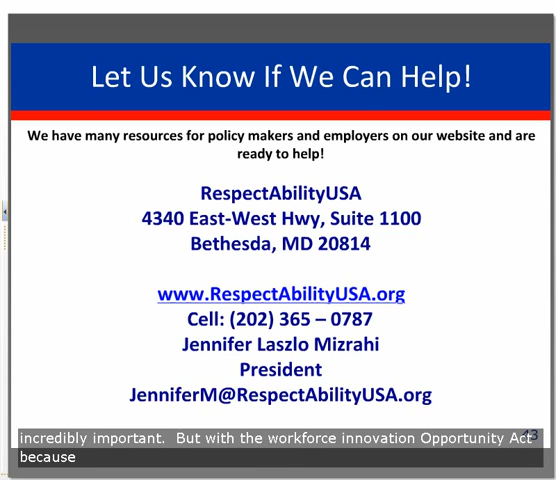 Let Us Know If We Can Help!
We have many resources for policy makers and employers on our website and are
ready to help!
RespectAbilityUSA
4340 East-West Hwy, Suite 1100
Bethesda, MD 20814
www.RespectAbilityUSA.org
Cell: (202) 365 – 0787
Jennifer Laszlo Mizrahi
President
JenniferM@RespectAbilityUSA.org
incredibly important.  But with the workforce innovation Opportunity Act
because